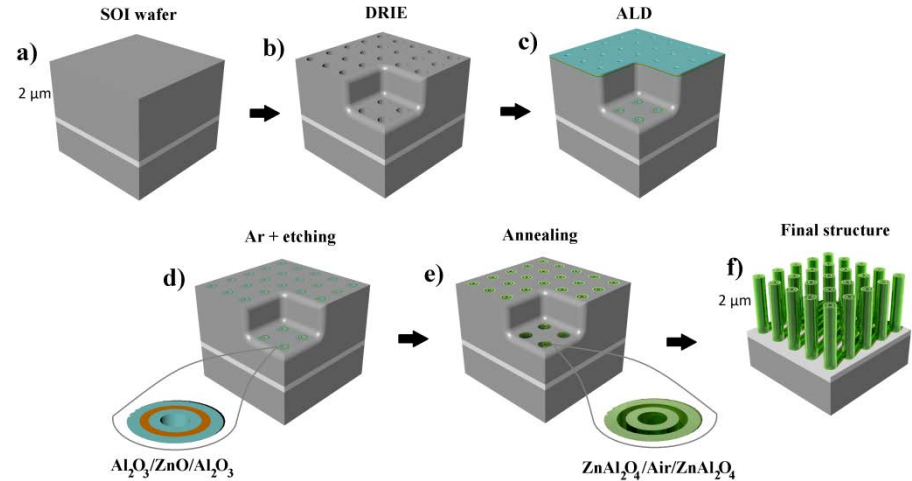 SOI wafer
DRIE
ALD
a)
b)
c)
2 μm
Ar + etching
Annealing
Final structure
d)
e)
f)
2 μm
Al₂O₃/ZnO/Al₂O₃
ZnAl₂O₄/Air/ZnAl₂O₄